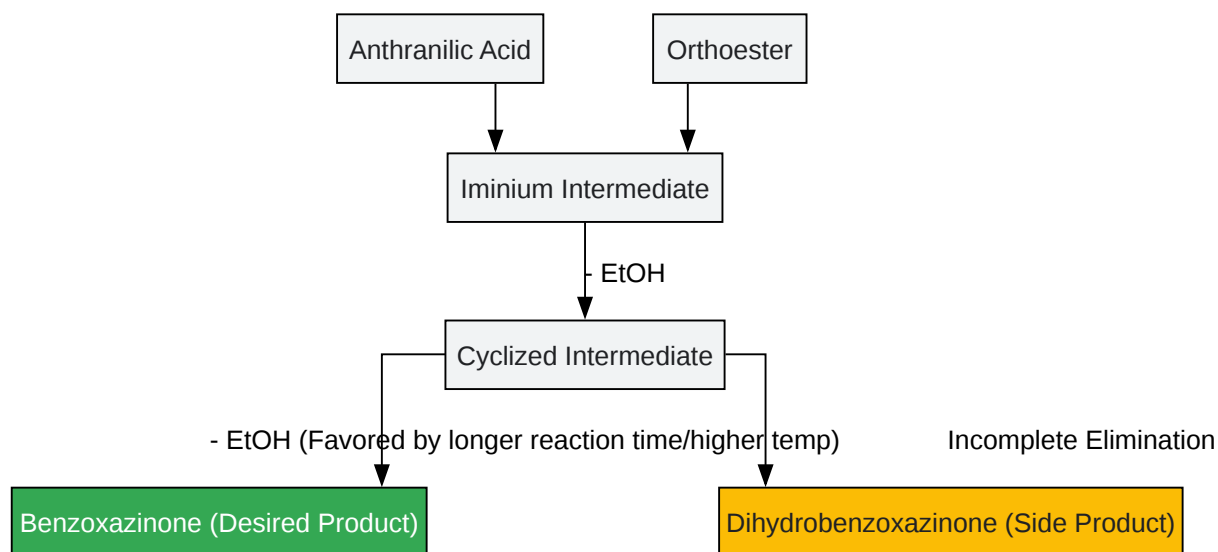 Anthranilic Acid
Orthoester
Iminium Intermediate
- EtOH
Cyclized Intermediate
- EtOH (Favored by longer reaction time/higher temp)
Incomplete Elimination
Benzoxazinone (Desired Product)
Dihydrobenzoxazinone (Side Product)